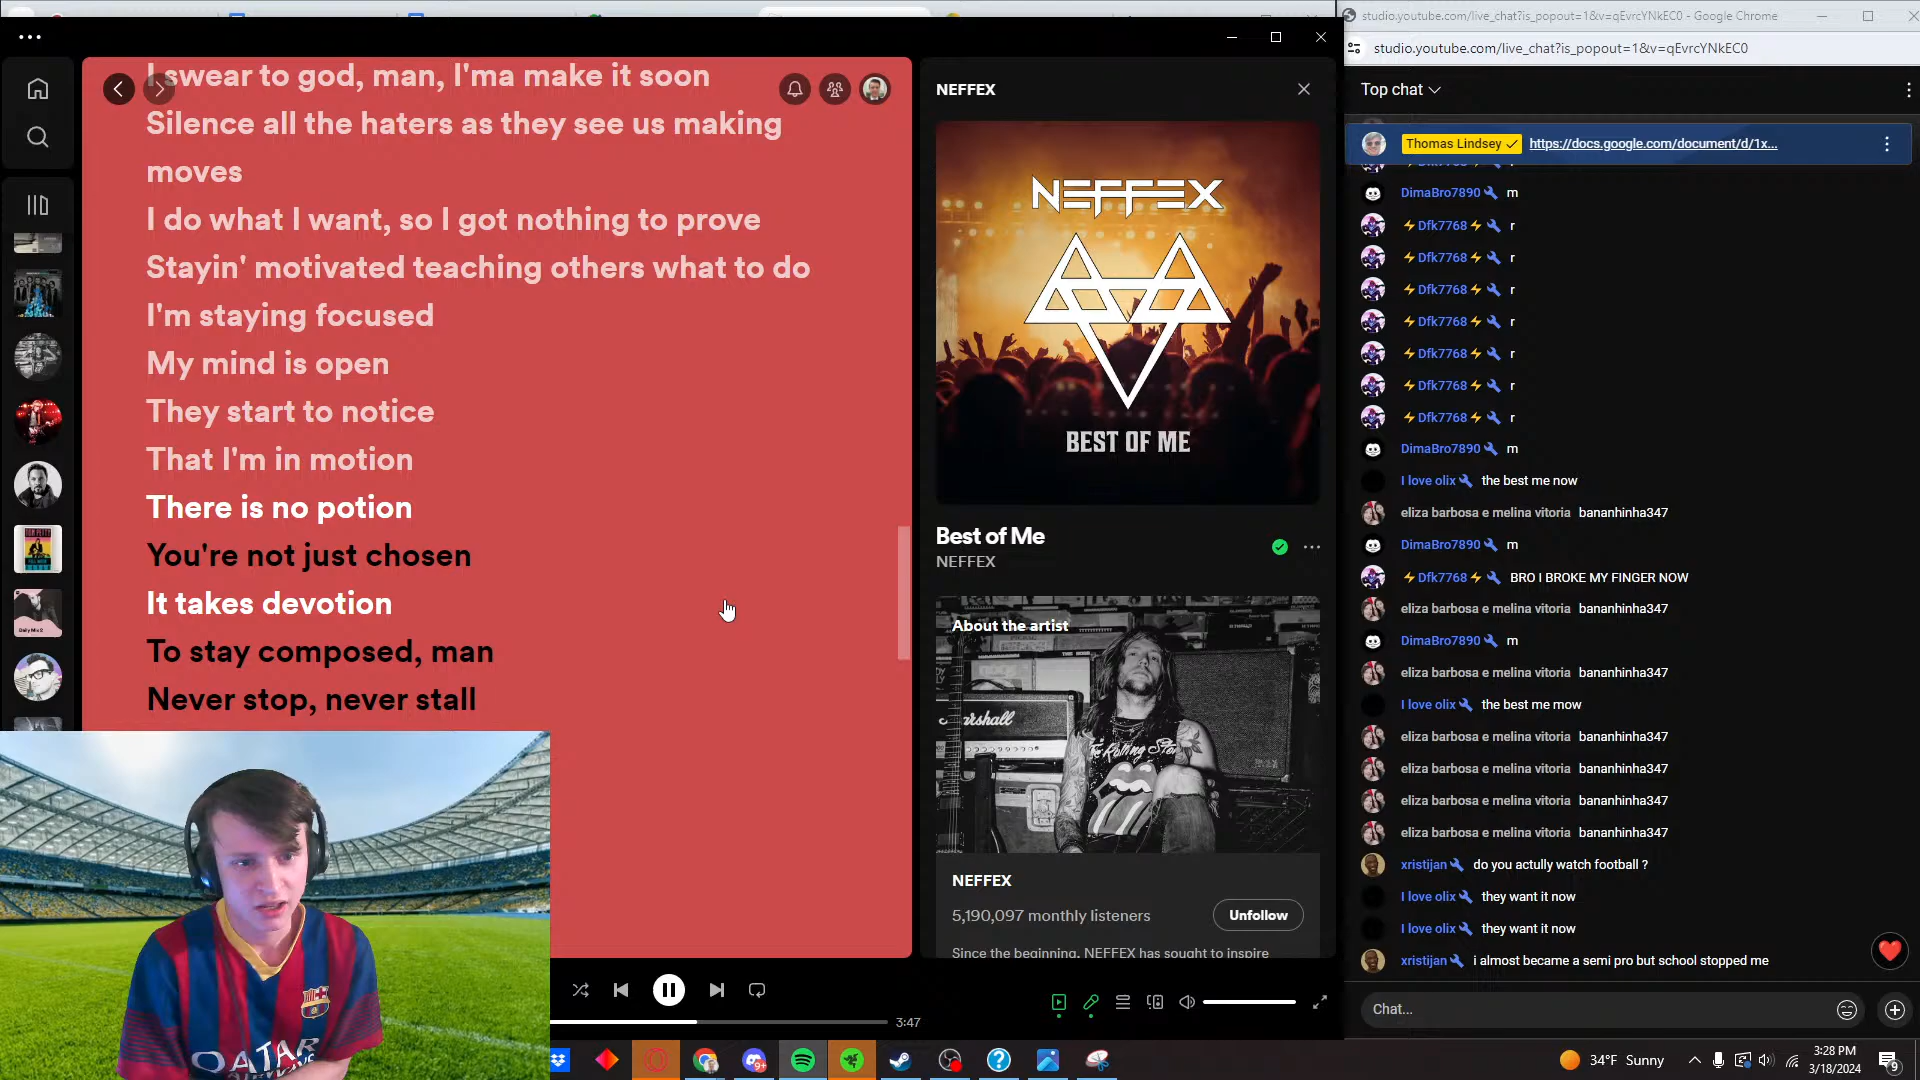 studio.youtube.com/live_chat?is_popout=1&v=qEvrcYNkEC0 - Google Chrome
studio.youtube.com/live_chat?is_popout=1&v=qEvrcYNkEC0
I swear to god, man, I'ma make it soon
Silence all the haters as they see us making
moves
I do what I want, so I got nothing to prove
Stayin' motivated teaching others what to do
I'm staying focused
My mind is open
They start to notice
That I'm in motion
There is no potion
You're not just chosen
It takes devotion
To stay composed, man
Never stop, never stall
NEFFEX
NEFFEX
BEST OF ME
Best of Me
NEFFEX
About the artist
Marshall
The Rolling Stones
NEFFEX
5,190,097 monthly listeners
Unfollow
Since the beginning, NEFFEX has sought to inspire
3:47
Daily Mix 2
QATAR
Top chat
Thomas Lindsey https://docs.google.com/document/d/1x...
DimaBro7890 m
⚡Dfk7768⚡ r
⚡Dfk7768⚡ r
⚡Dfk7768⚡ r
⚡Dfk7768⚡ r
⚡Dfk7768⚡ r
⚡Dfk7768⚡ r
⚡Dfk7768⚡ r
DimaBro7890 m
I love olix the best me now
eliza barbosa e melina vitoria bananhinha347
DimaBro7890 m
⚡Dfk7768⚡ BRO I BROKE MY FINGER NOW
eliza barbosa e melina vitoria bananhinha347
DimaBro7890 m
eliza barbosa e melina vitoria bananhinha347
I love olix the best me mow
eliza barbosa e melina vitoria bananhinha347
eliza barbosa e melina vitoria bananhinha347
eliza barbosa e melina vitoria bananhinha347
eliza barbosa e melina vitoria bananhinha347
xristijan do you actully watch football ?
I love olix they want it now
I love olix they want it now
xristijan i almost became a semi pro but school stopped me
Chat...
9+
34°F Sunny
3:28 PM
3/18/2024
9